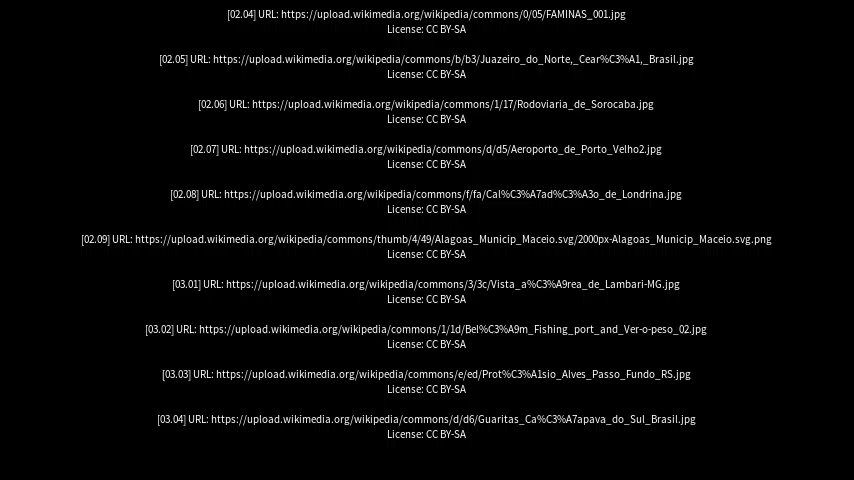 [02.04] URL: https://upload.wikimedia.org/wikipedia/commons/0/05/FAMINAS_001.jpg
License: CC BY-SA
[02.05] URL: https://upload.wikimedia.org/wikipedia/commons/b/b3/Juazeiro_do_Norte,_Cear%C3%A1,_Brasil.jpg
License: CC BY-SA
[02.06] URL: https://upload.wikimedia.org/wikipedia/commons/1/17/Rodoviaria_de_Sorocaba.jpg
License: CC BY-SA
[02.07] URL: https://upload.wikimedia.org/wikipedia/commons/d/d5/Aeroporto_de_Porto_Velho2.jpg
License: CC BY-SA
[02.08] URL: https://upload.wikimedia.org/wikipedia/commons/f/fa/Cal%C3%A7ad%C3%A3o_de_Londrina.jpg
License: CC BY-SA
[02.09] URL: https://upload.wikimedia.org/wikipedia/commons/thumb/4/49/Alagoas_Municip_Maceio.svg/2000px-Alagoas_Municip_Maceio.svg.png
License: CC BY-SA
[03.01] URL: https://upload.wikimedia.org/wikipedia/commons/3/3c/Vista_a%C3%A9rea_de_Lambari-MG.jpg
License: CC BY-SA
[03.02] URL: https://upload.wikimedia.org/wikipedia/commons/1/1d/Bel%C3%A9m_Fishing_port_and_Ver-o-peso_02.jpg
License: CC BY-SA
[03.03] URL: https://upload.wikimedia.org/wikipedia/commons/e/ed/Prot%C3%A1sio_Alves_Passo_Fundo_RS.jpg
License: CC BY-SA
[03.04] URL: https://upload.wikimedia.org/wikipedia/commons/d/d6/Guaritas_Ca%C3%A7apava_do_Sul_Brasil.jpg
License: CC BY-SA